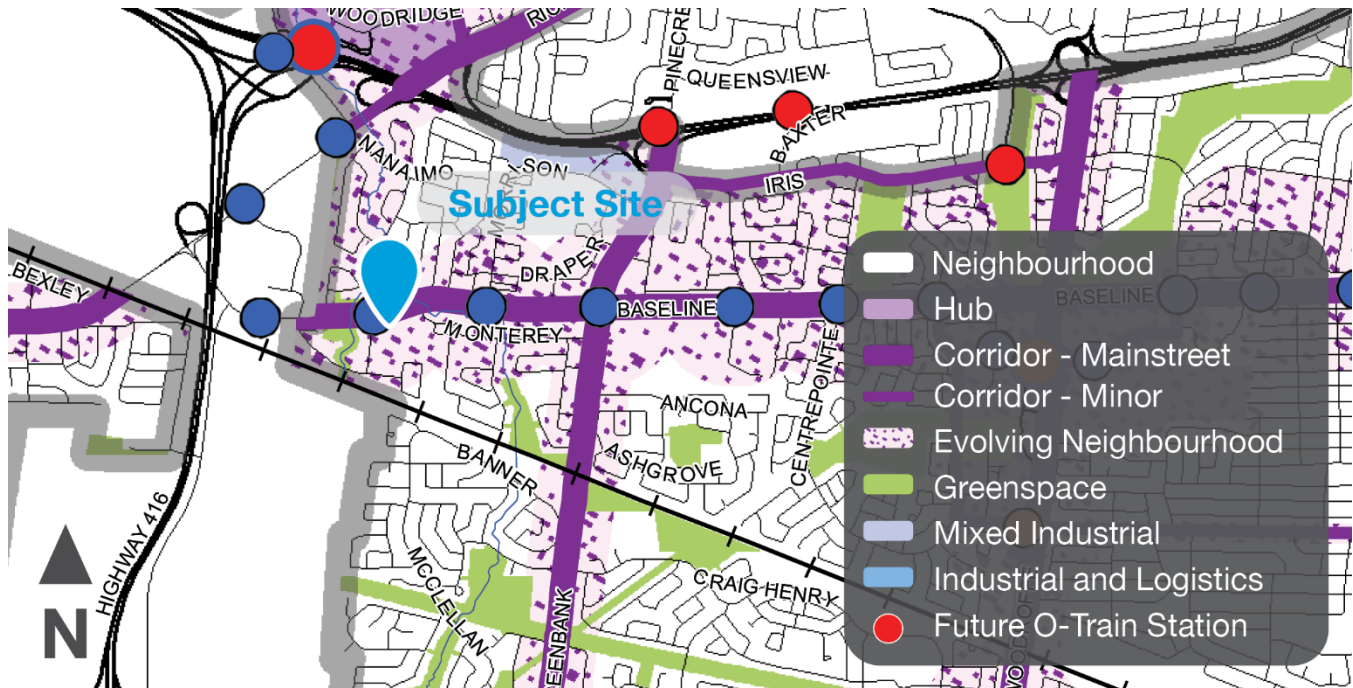 WOODRIDGE
PINECRE
QUEENSVIEW
BAXTER
NANAIMO
SON
IRIS
Subject Site
DRAPER
BEXLEY
BASELINE
BASELINE
MONTEREY
CENTREPOINTE
ANCONA
ASHGROVE
BANNER
HIGHWAY 416
MCCLELLAN
CRAIG HENRY
EENBANK
N
Neighbourhood
Hub
Corridor - Mainstreet
Corridor - Minor
Evolving Neighbourhood
Greenspace
Mixed Industrial
Industrial and Logistics
Future O-Train Station